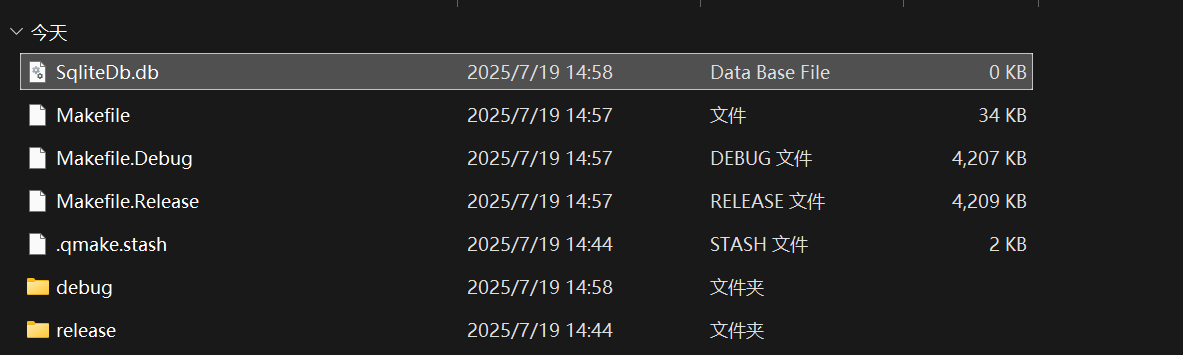 今天
SqliteDb.db 2025/7/19 14:58 Data Base File 0 KB
Makefile 2025/7/19 14:57 文件 34 KB
Makefile.Debug 2025/7/19 14:57 DEBUG 文件 4,207 KB
Makefile.Release 2025/7/19 14:57 RELEASE 文件 4,209 KB
.qmake.stash 2025/7/19 14:44 STASH 文件 2 KB
debug 2025/7/19 14:58 文件夹
release 2025/7/19 14:44 文件夹